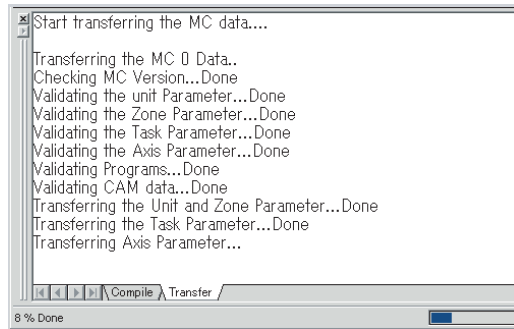 Start transferring the MC data....
Transferring the MC 0 Data..
Checking MC Version...Done
Validating the unit Parameter...Done
Validating the Zone Parameter...Done
Validating the Task Parameter...Done
Validating the Axis Parameter...Done
Validating Programs...Done
Validating CAM data...Done
Transferring the Unit and Zone Parameter...Done
Transferring the Task Parameter...Done
Transferring Axis Parameter...
Compile Transfer
8 % Done